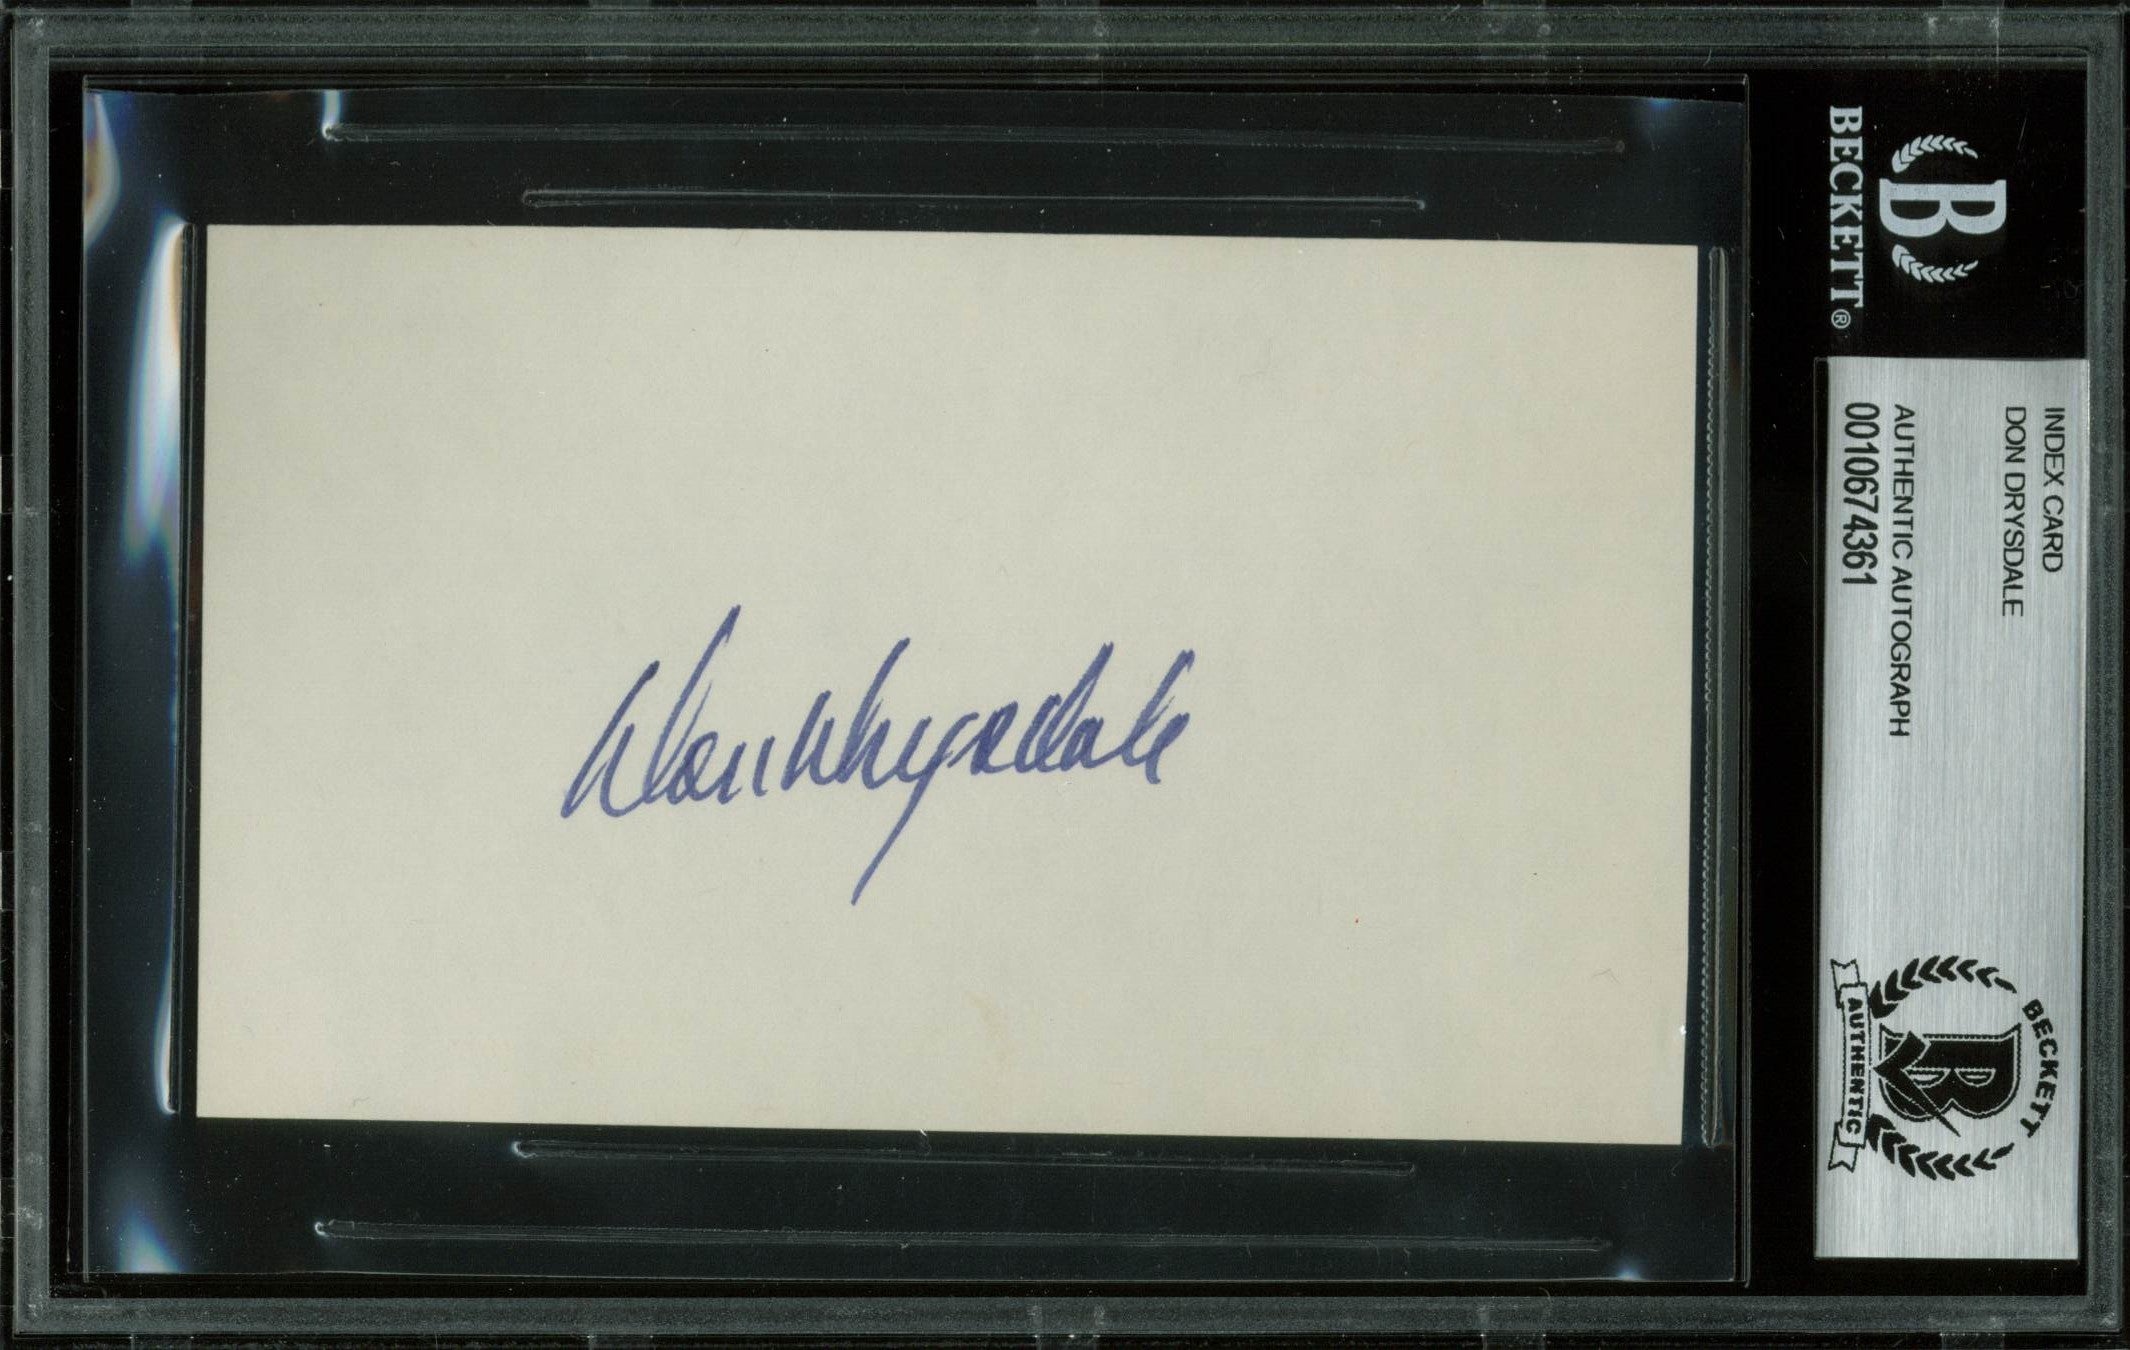 Don Drysdale
BECKETT®
INDEX CARD
DON DRYSDALE
AUTHENTIC AUTOGRAPH
0010674361
BECKETT
AUTHENTIC